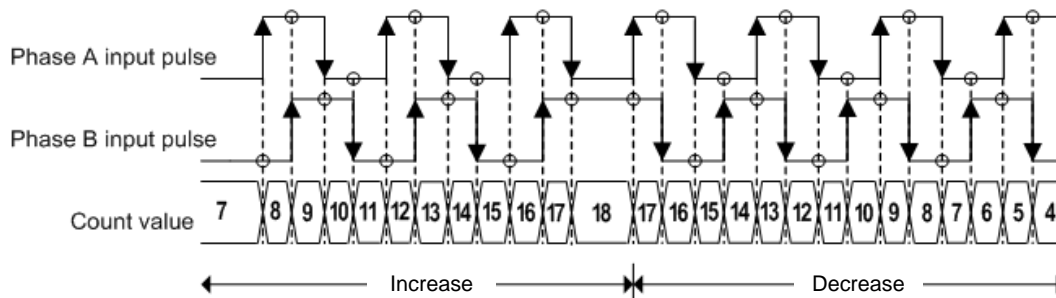 Phase A input pulse
Phase B input pulse
Count value 7 8 9 10 11 12 13 14 15 16 17 18 17 16 15 14 13 12 11 10 9 8 7 6 5 4
Increase Decrease